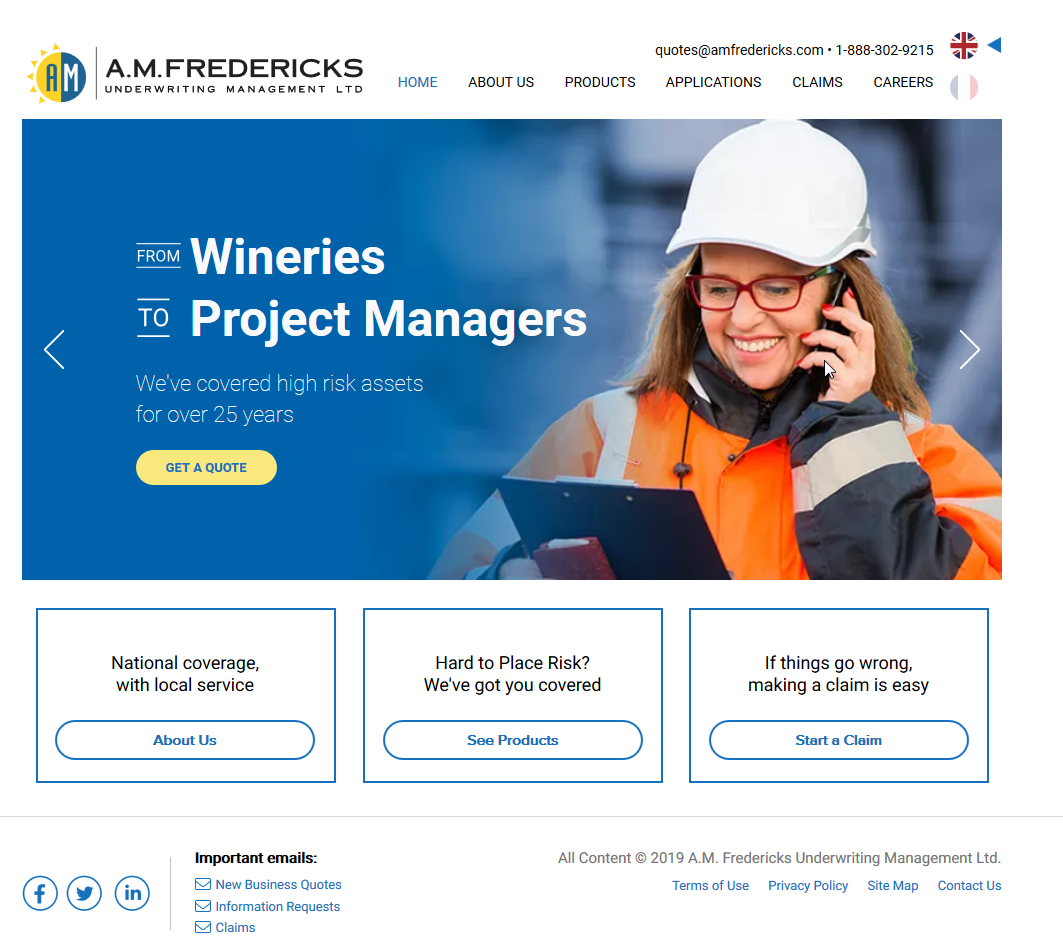 quotes@amfredericks.com • 1-888-302-9215
AM
A.M.FREDERICKS
UNDERWRITING MANAGEMENT LTD
HOME ABOUT US PRODUCTS APPLICATIONS CLAIMS CAREERS
FROM Wineries
TO Project Managers
We've covered high risk assets
for over 25 years
GET A QUOTE
National coverage,
with local service
About Us
Hard to Place Risk?
We've got you covered
See Products
If things go wrong,
making a claim is easy
Start a Claim
f
in
Important emails:
New Business Quotes
Information Requests
Claims
All Content © 2019 A.M. Fredericks Underwriting Management Ltd.
Terms of Use Privacy Policy Site Map Contact Us